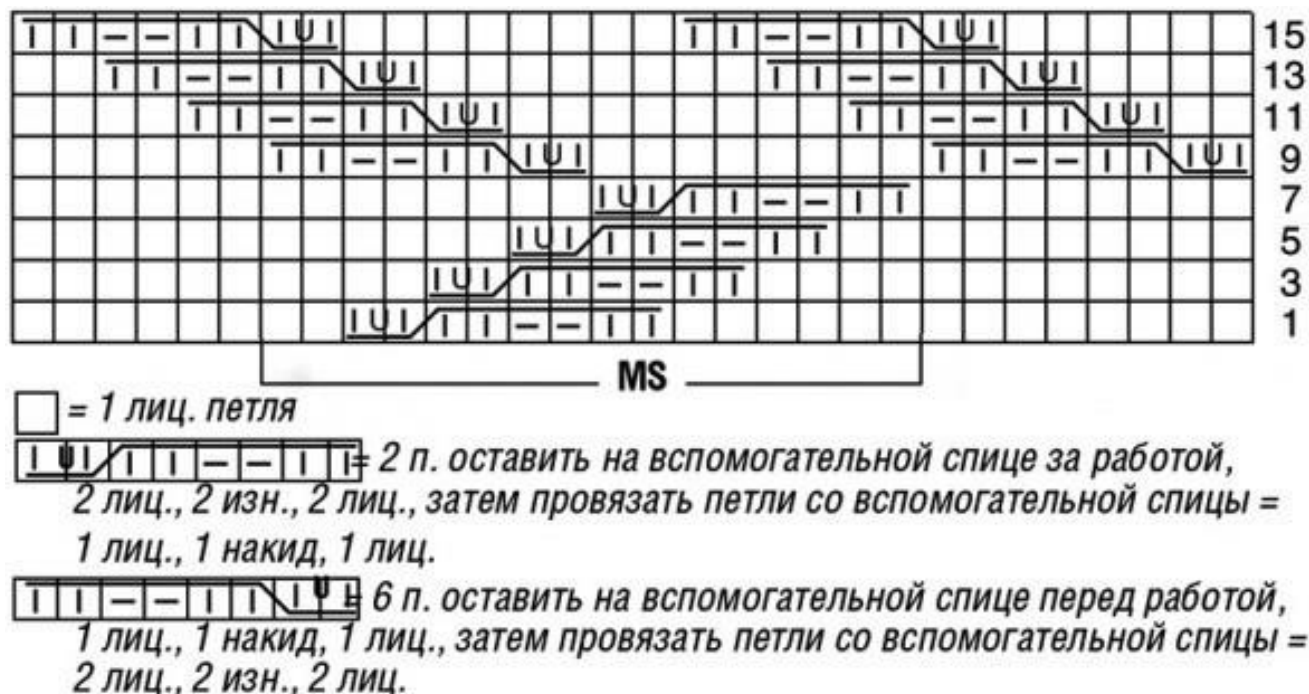 I I – – I I I U I I I – – I I I U I 15
I I – – I I I U I I I – – I I I U I 13
I I – – I I I U I I I – – I I I U I 11
I I – – I I I U I I I – – I I I U I 9
I U I I I – – I I 7
I U I I I – – I I 5
I U I I I – – I I 3
I U I I I – – I I 1
MS
= 1 лиц. петля
I U I I I – – I I = 2 п. оставить на вспомогательной спице за работой,
2 лиц., 2 изн., 2 лиц., затем провязать петли со вспомогательной спицы =
1 лиц., 1 накид, 1 лиц.
I I – – I I I U I = 6 п. оставить на вспомогательной спице перед работой,
1 лиц., 1 накид, 1 лиц., затем провязать петли со вспомогательной спицы =
2 лиц., 2 изн., 2 лиц.